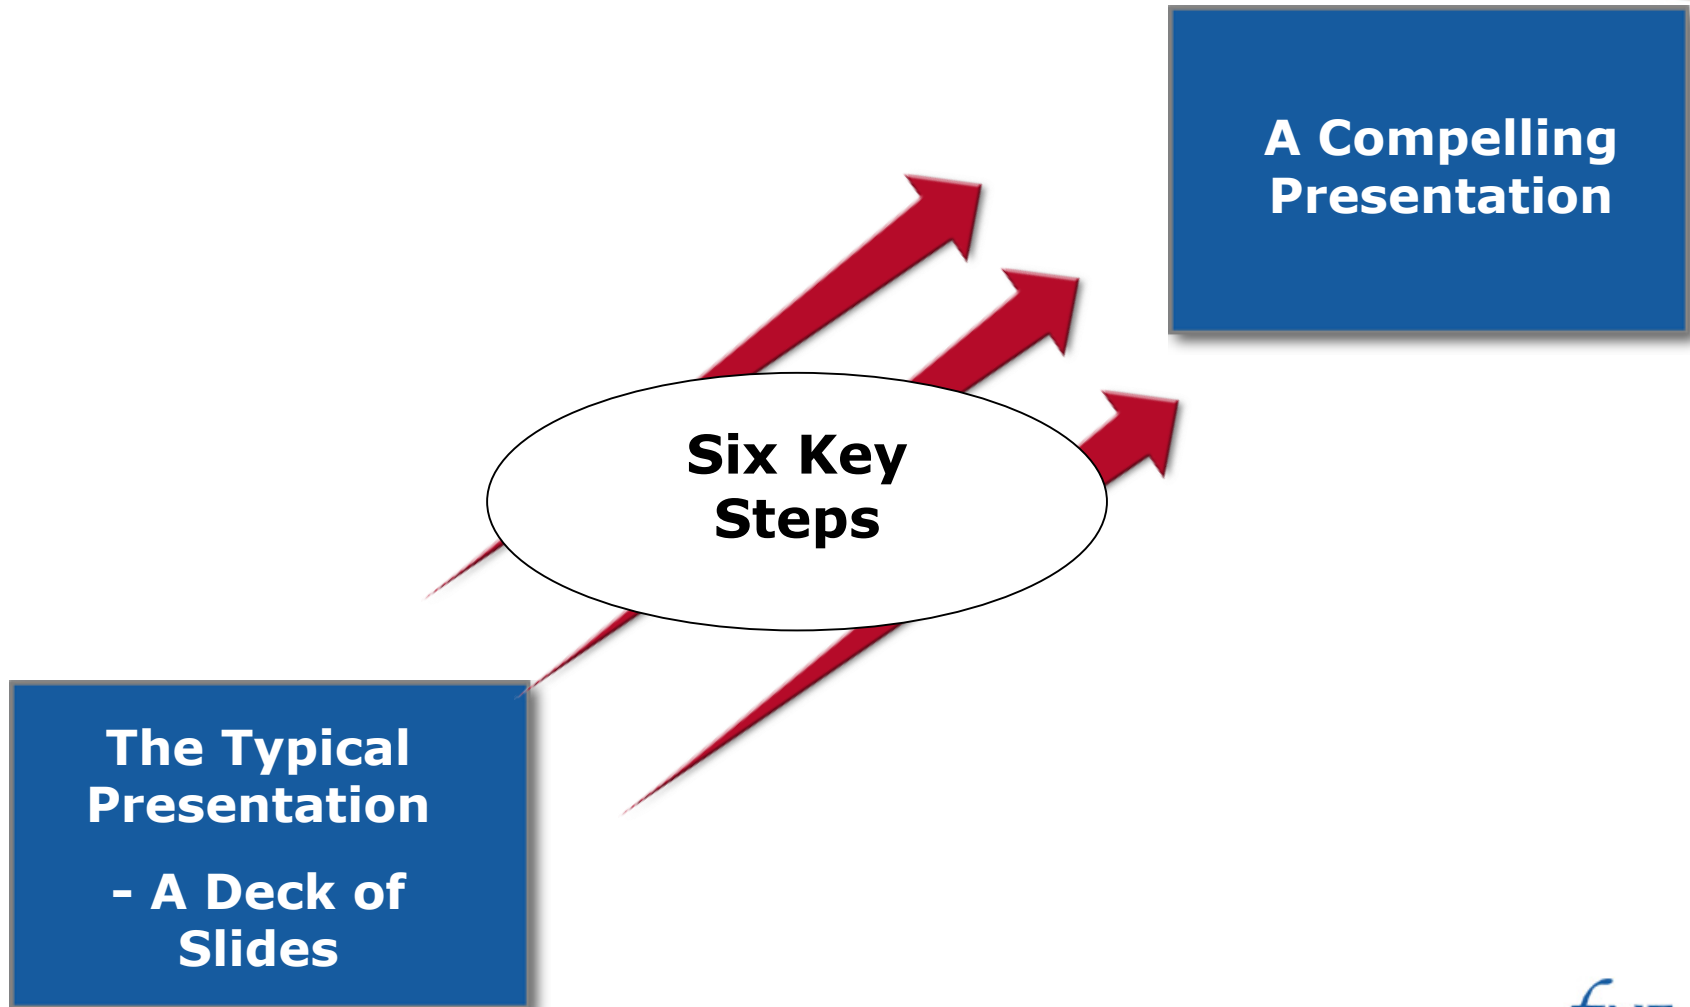 A Compelling
Presentation
Six Key
Steps
The Typical
Presentation
– A Deck of
Slides